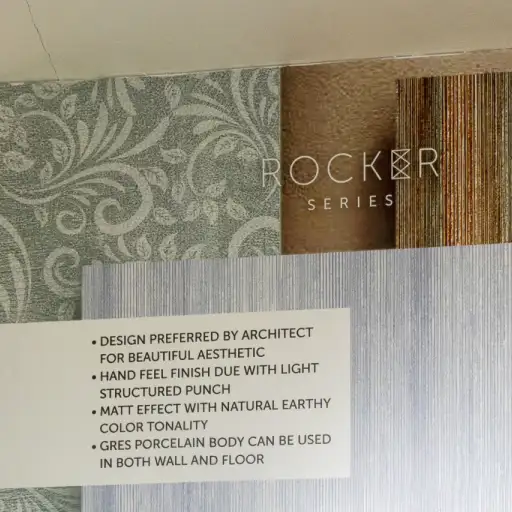 ROCKER
SERIES
• DESIGN PREFERRED BY ARCHITECT
FOR BEAUTIFUL AESTHETIC
• HAND FEEL FINISH DUE WITH LIGHT
STRUCTURED PUNCH
• MATT EFFECT WITH NATURAL EARTHY
COLOR TONALITY
• GRES PORCELAIN BODY CAN BE USED
IN BOTH WALL AND FLOOR